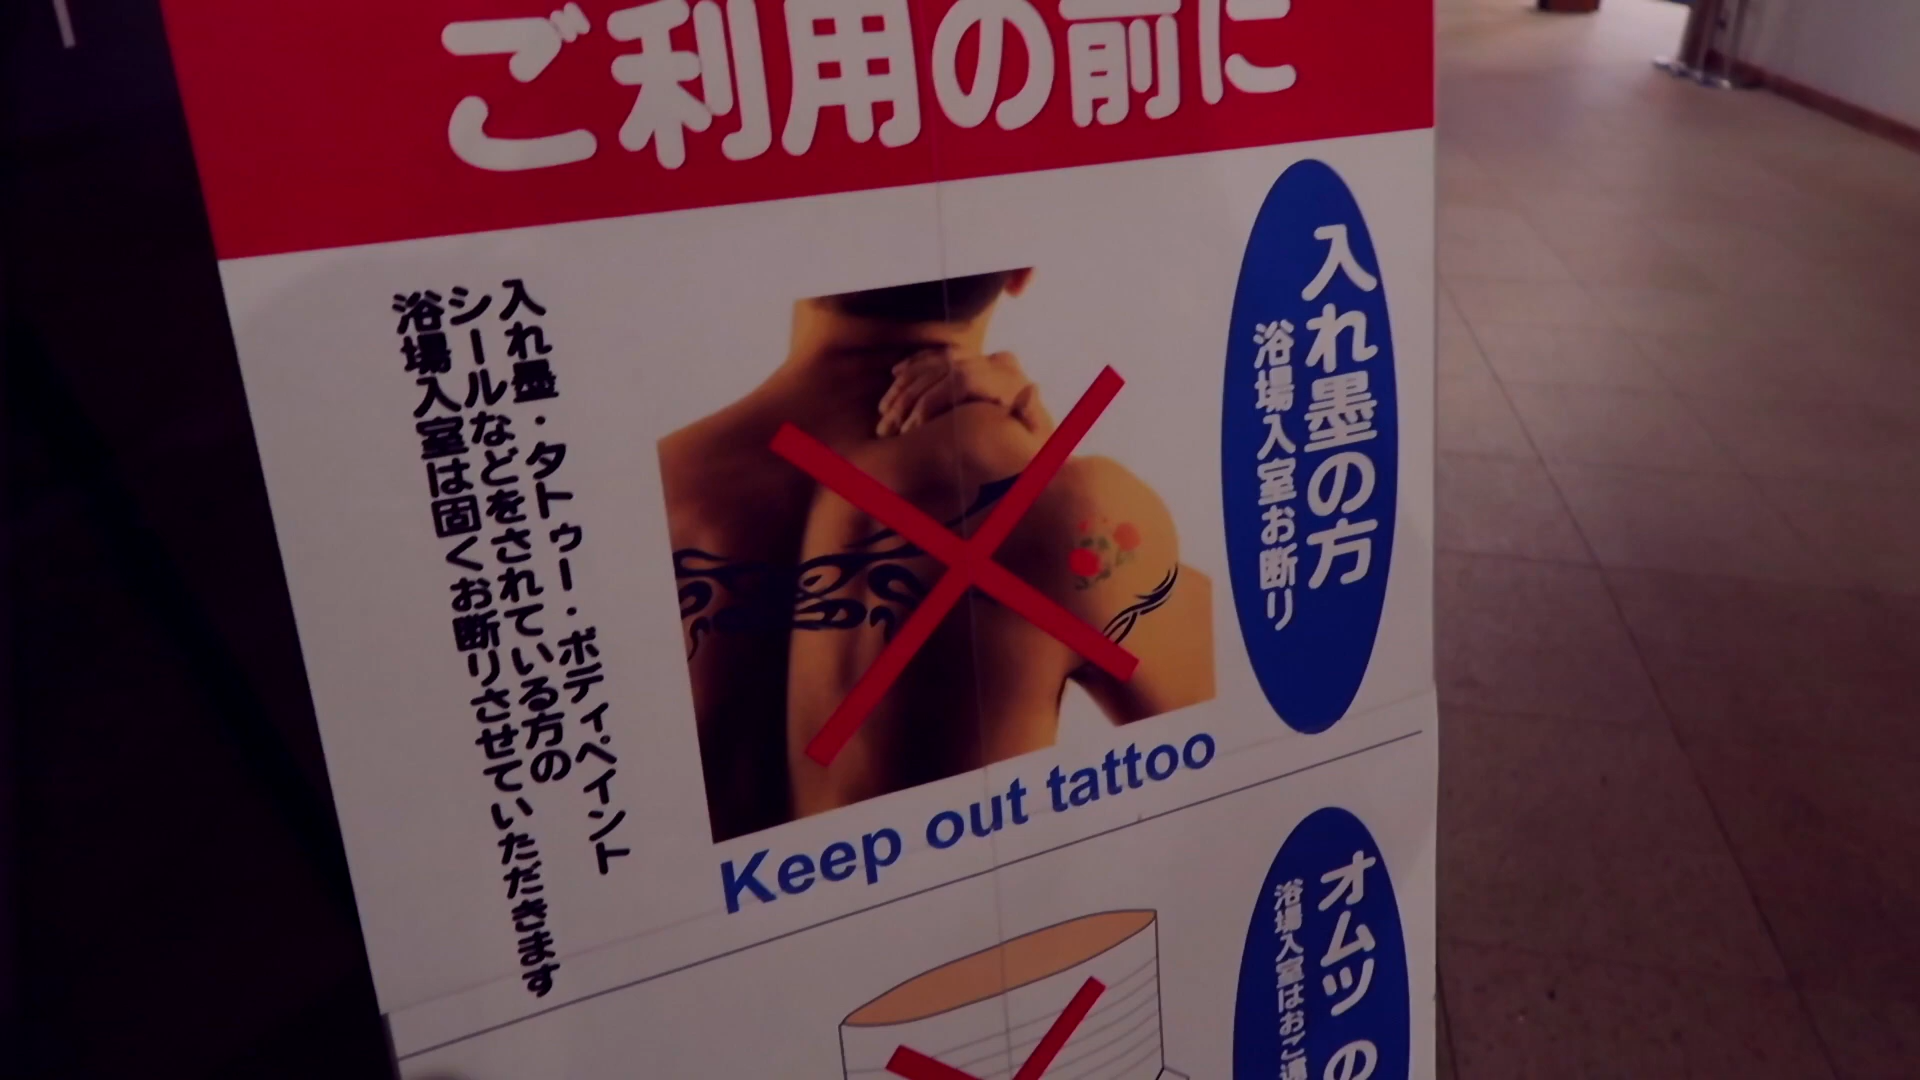 ご利用の前に
入れ墨の方
浴場入室お断り
入れ墨・タトゥー・ボディペイント
シールなどをされている方の
浴場入室は固くお断りさせていただきます
Keep out tattoo
オムツの
浴場入室はおご